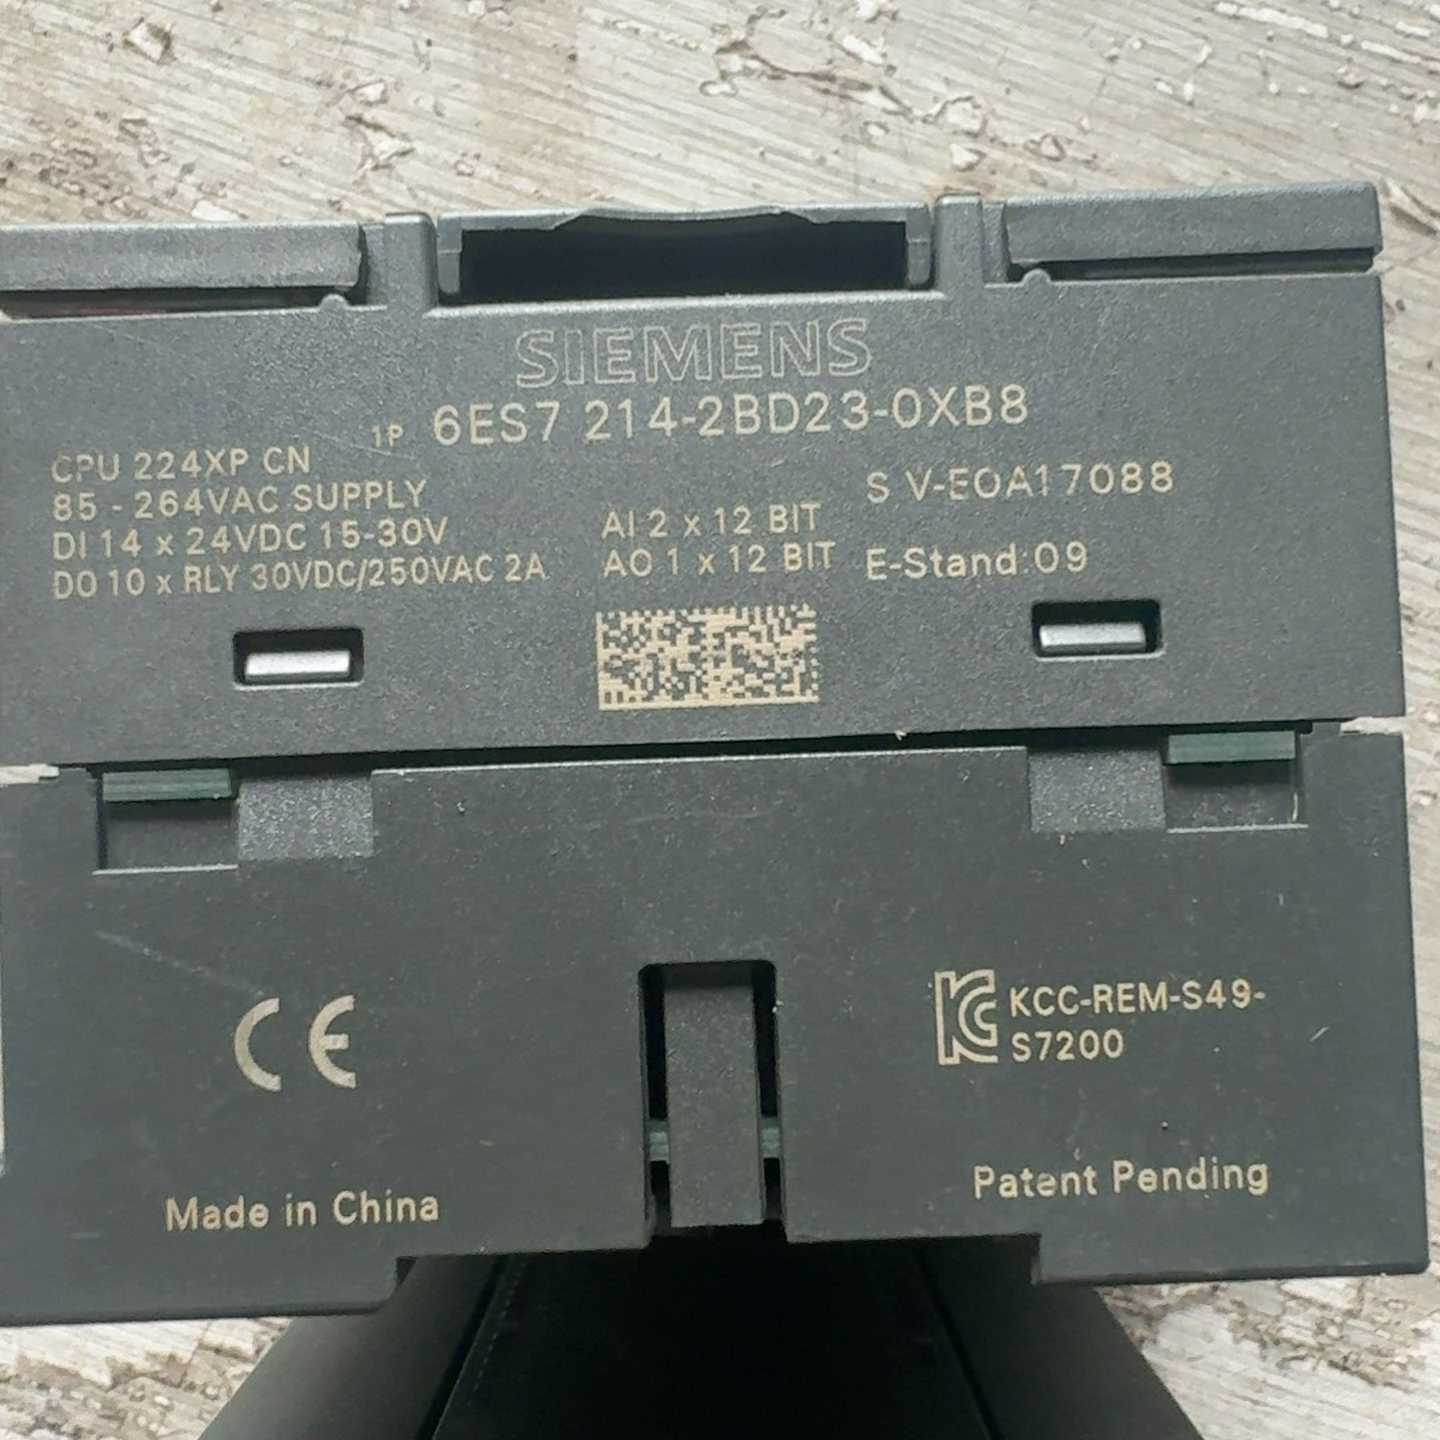 SIEMENS
1P 6ES7 214-2BD23-0XB8
CPU 224XP CN
85 - 264VAC SUPPLY
DI 14 x 24VDC 15-30V
DO 10 x RLY 30VDC/250VAC 2A
AI 2 x 12 BIT
AO 1 x 12 BIT
S V-E0A17088
E-Stand:09
CE
KCC-REM-S49-
S7200
Made in China
Patent Pending